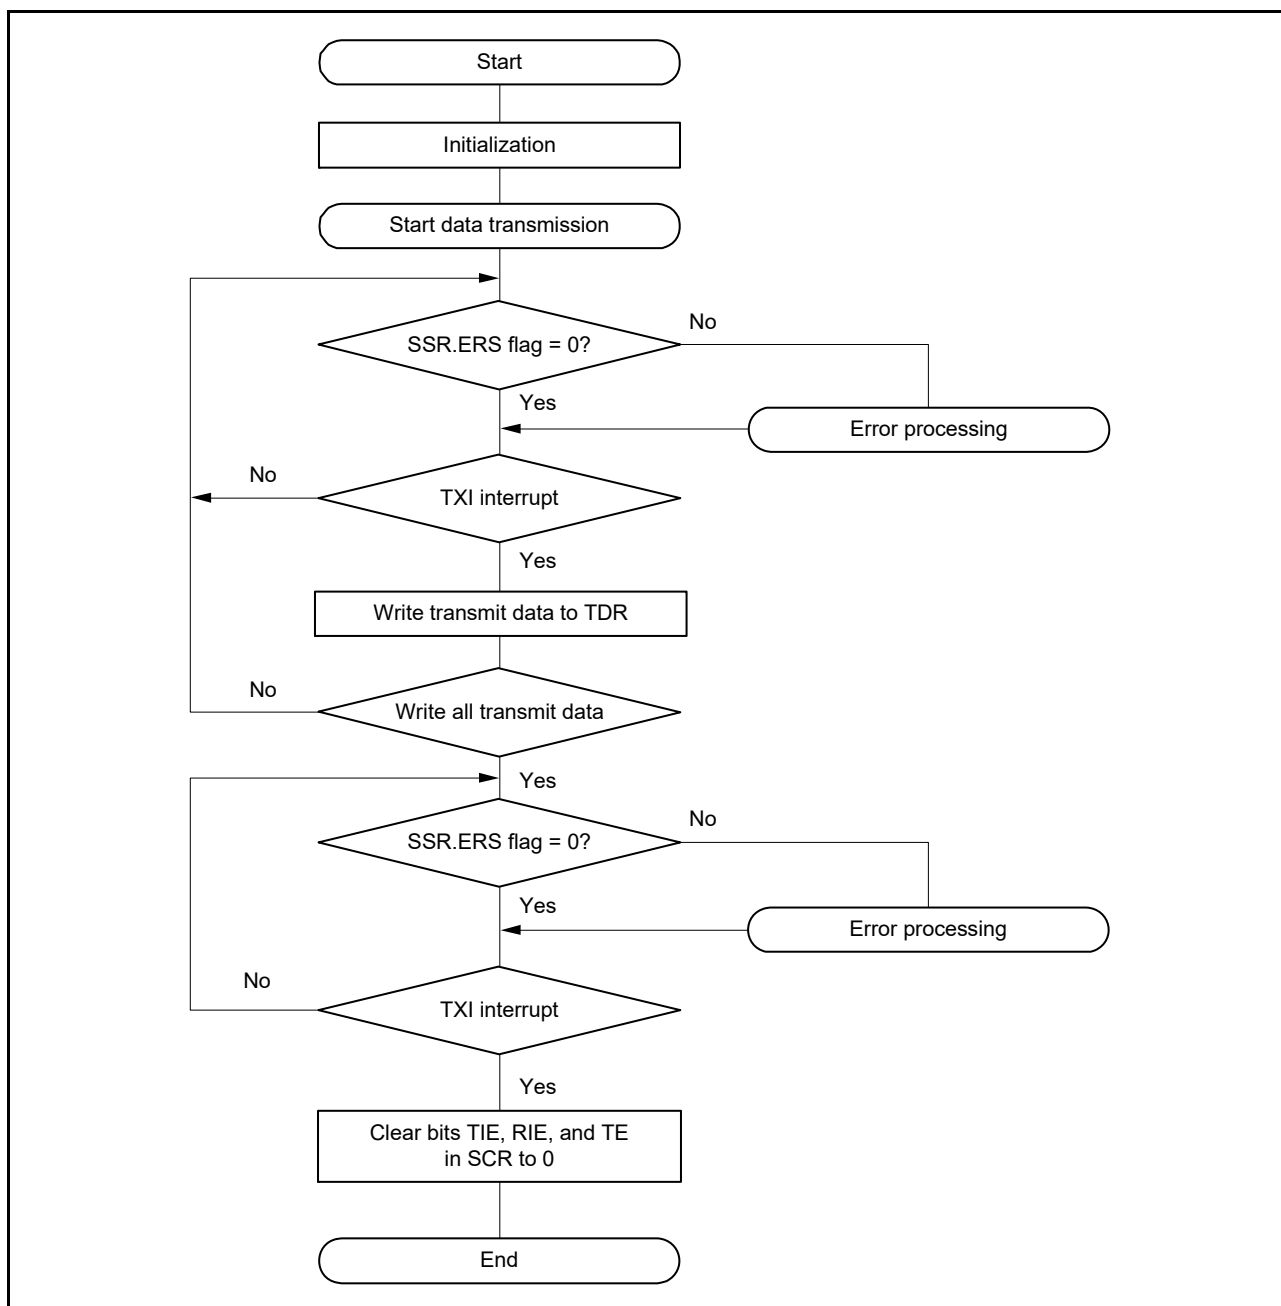 Start
Initialization
Start data transmission
SSR.ERS flag = 0?
No
Yes
Error processing
No
TXI interrupt
Yes
Write transmit data to TDR
No
Write all transmit data
Yes
SSR.ERS flag = 0?
No
Yes
Error processing
No
TXI interrupt
Yes
Clear bits TIE, RIE, and TE
in SCR to 0
End